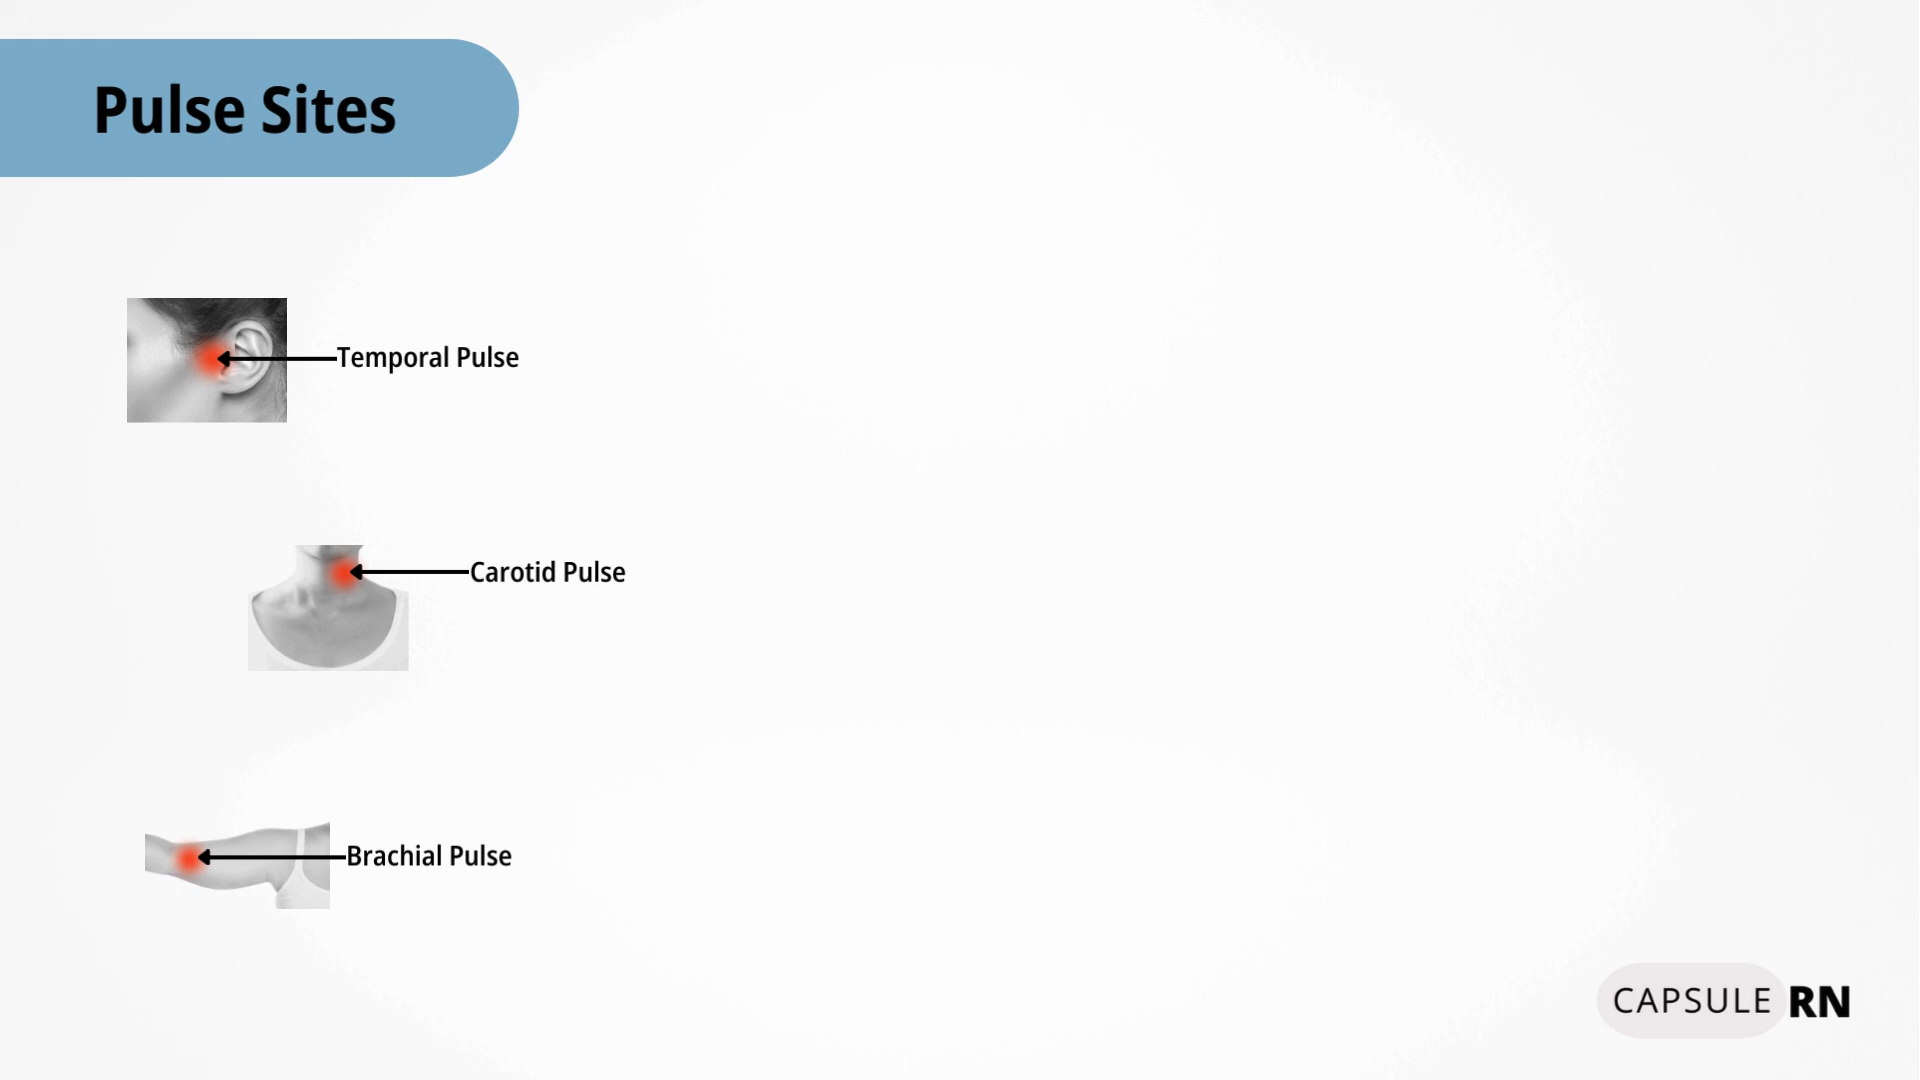 Pulse Sites
Temporal Pulse
Carotid Pulse
Brachial Pulse
CAPSULE RN